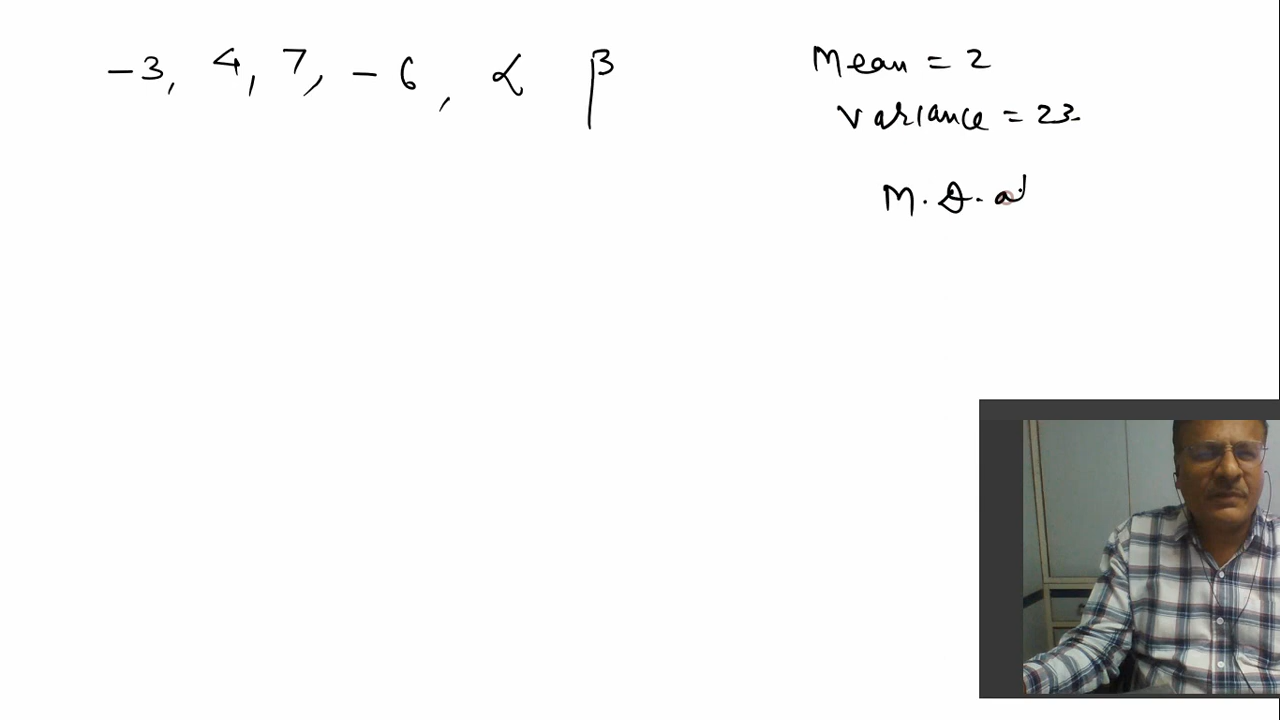 -3, 4, 7, -6, α β
Mean = 2
Variance = 23
M.D. a